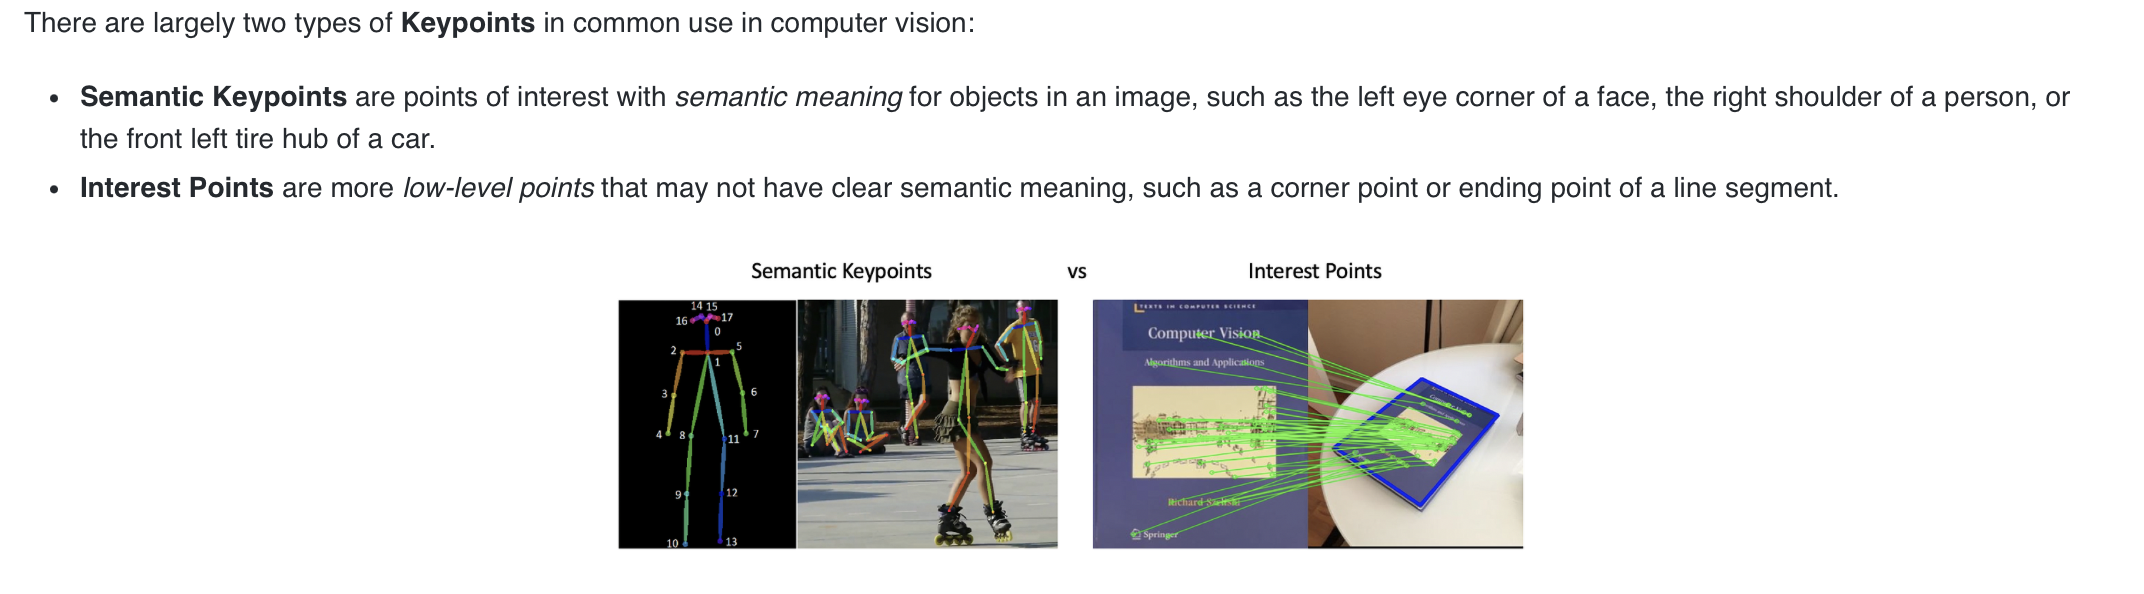 There are largely two types of Keypoints in common use in computer vision:
• Semantic Keypoints are points of interest with semantic meaning for objects in an image, such as the left eye corner of a face, the right shoulder of a person, or
the front left tire hub of a car.
• Interest Points are more low-level points that may not have clear semantic meaning, such as a corner point or ending point of a line segment.
Semantic Keypoints vs Interest Points
14 15
16 17
0
2 5
1
3 6
4 8 11 7
9 12
10 13
TEXTS IN COMPUTER SCIENCE
Computer Vision
Algorithms and Applications
Richard Szeliski
Springer